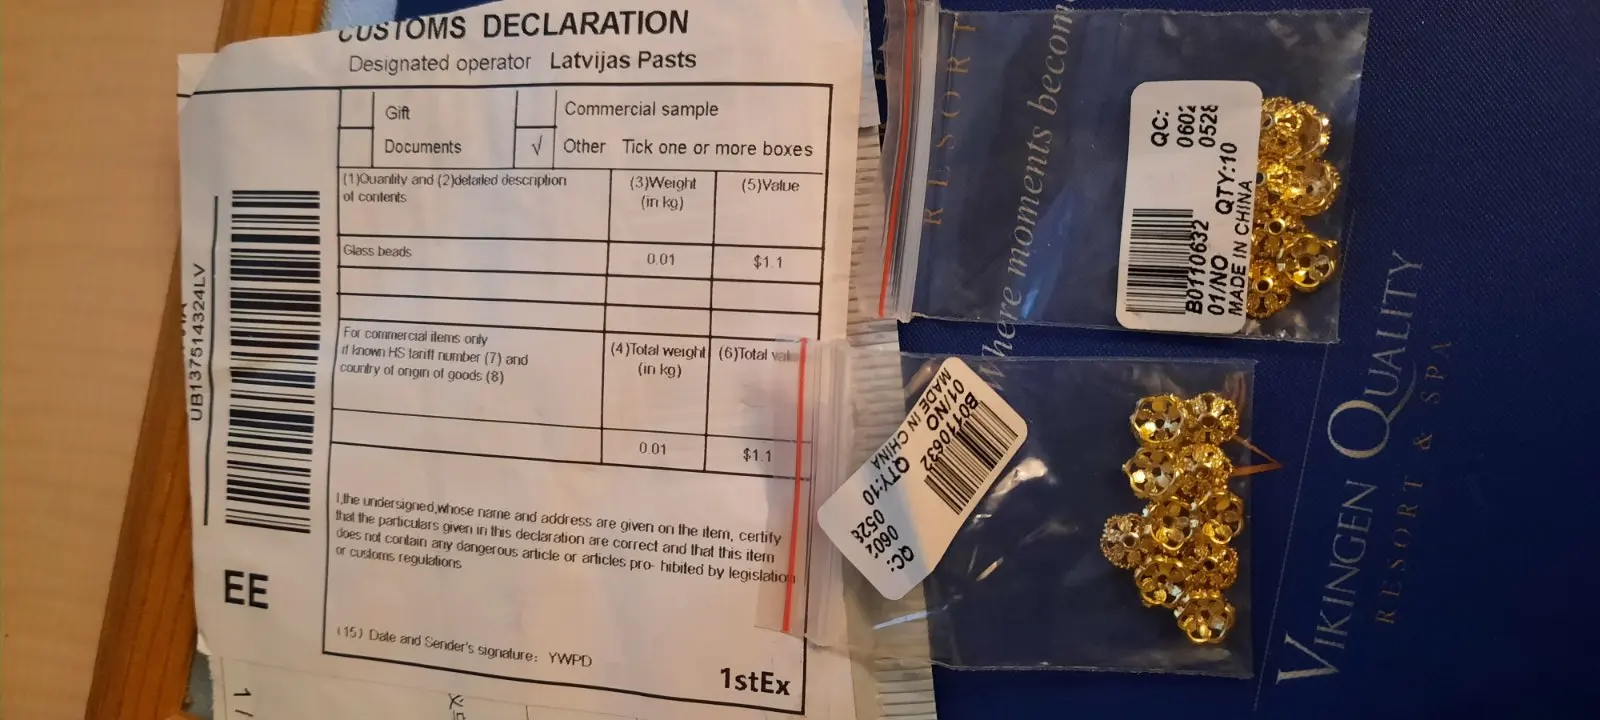 CUSTOMS DECLARATION
Designated operator Latvijas Pasts
Gift
Commercial sample
Documents
√ Other Tick one or more boxes
(1)Quantity and (2)detailed description
of contents
(3)Weight
(in kg)
(5)Value
Glass beads
0.01
$1.1
For commercial items only
if known HS tariff number (7) and
country of origin of goods (8)
(4)Total weight
(in kg)
(6)Total
0.01
$1.1
I,the undersigned,whose name and address are given on the item, certify
that the particulars given in this declaration are correct and that this item
does not contain any dangerous article or articles pro- hibited by legislation
or customs regulations
(15) Date and Sender's signature: YWPD
1stEx
UB137514324LV
EE
QC:
0602
0528
B0110632
01/NO QTY:10
MADE IN CHINA
B0110632
01/NO QTY:10
MADE IN CHINA
QC:
0602
0528
RESORT
where moments becom
VIKINGEN QUALITY
RESORT & SPA